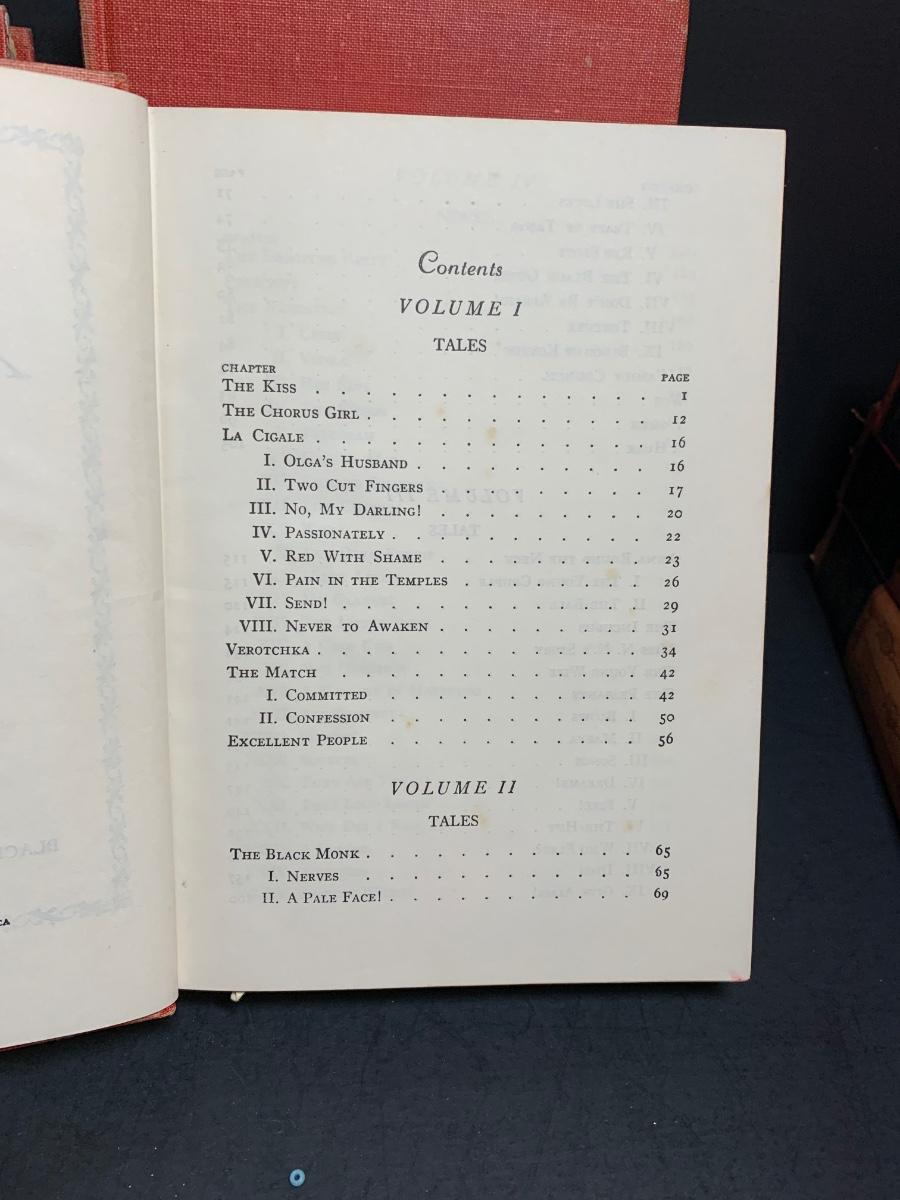 Contents
VOLUME I
TALES
CHAPTER PAGE
THE KISS . . . . . . . . . . . . . 1
THE CHORUS GIRL . . . . . . . . . . . 12
LA CIGALE . . . . . . . . . . . . 16
I. OLGA'S HUSBAND . . . . . . . . . 16
II. TWO CUT FINGERS . . . . . . . . 17
III. NO, MY DARLING! . . . . . . . . 20
IV. PASSIONATELY . . . . . . . . . . 22
V. RED WITH SHAME . . . . . . . . 23
VI. PAIN IN THE TEMPLES . . . . . . . 26
VII. SEND! . . . . . . . . . . . . 29
VIII. NEVER TO AWAKEN . . . . . . . . 31
VEROTCHKA . . . . . . . . . . . . 34
THE MATCH . . . . . . . . . . . 42
I. COMMITTED . . . . . . . . . . 42
II. CONFESSION . . . . . . . . . . 50
EXCELLENT PEOPLE . . . . . . . . . . 56
VOLUME II
TALES
THE BLACK MONK . . . . . . . . . . . 65
I. NERVES . . . . . . . . . . . 65
II. A PALE FACE! . . . . . . . . . . 69